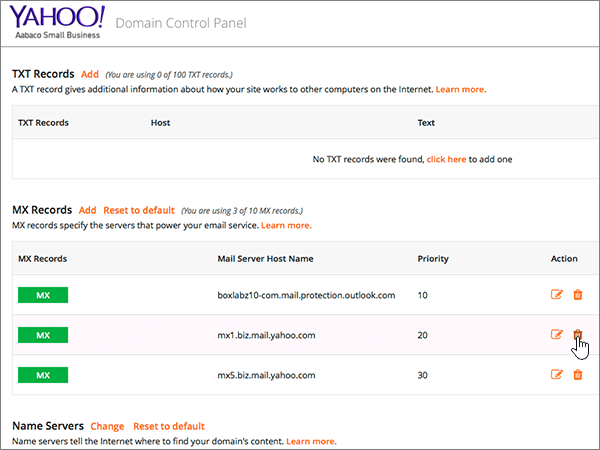 YAHOO! Domain Control Panel
Aabaco Small Business
TXT Records Add (You are using 0 of 100 TXT records.)
A TXT record gives additional information about how your site works to other computers on the Internet. Learn more.
TXT Records Host Text
No TXT records were found, click here to add one
MX Records Add Reset to default (You are using 3 of 10 MX records.)
MX records specify the servers that power your email service. Learn more.
MX Records Mail Server Host Name Priority Action
MX boxlabz10-com.mail.protection.outlook.com 10
MX mx1.biz.mail.yahoo.com 20
MX mx5.biz.mail.yahoo.com 30
Name Servers Change Reset to default
Name servers tell the Internet where to find your domain's content. Learn more.